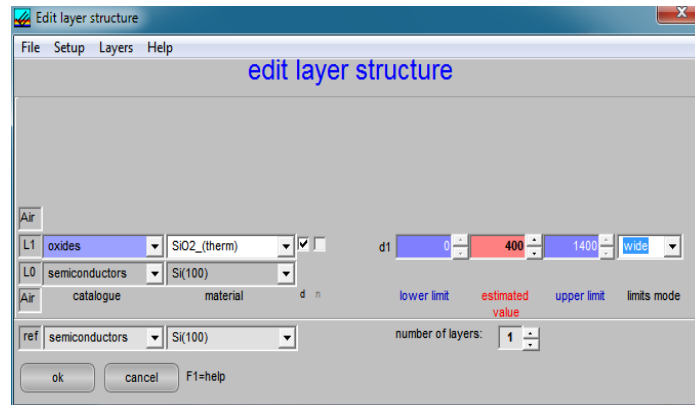 Edit layer structure
File Setup Layers Help
edit layer structure
Air
L1 oxides SiO2_(therm) d1 0 400 1400 wide
L0 semiconductors Si(100)
Air catalogue material d n lower limit estimated value upper limit limits mode
ref semiconductors Si(100) number of layers: 1
ok cancel F1=help